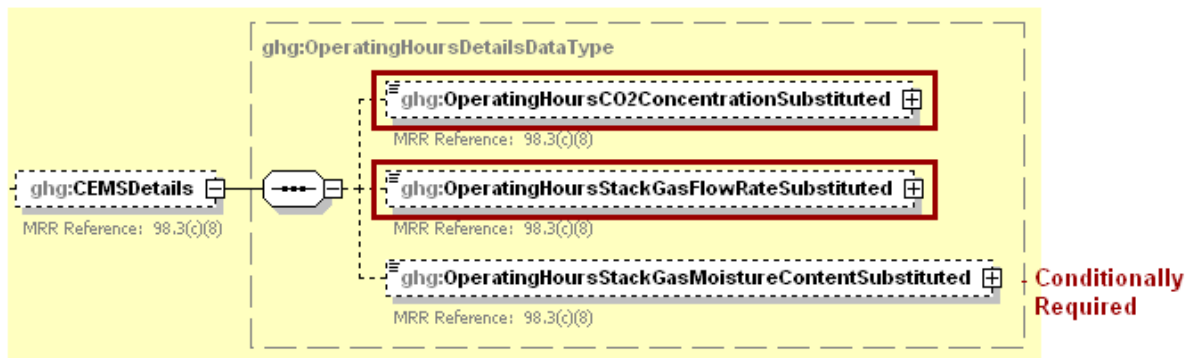 ghg:OperatingHoursDetailsDataType
ghg:OperatingHoursCO2ConcentrationSubstituted
MRR Reference: 98.3(c)(8)
ghg:CEMSDetails
MRR Reference: 98.3(c)(8)
ghg:OperatingHoursStackGasFlowRateSubstituted
MRR Reference: 98.3(c)(8)
ghg:OperatingHoursStackGasMoistureContentSubstituted
MRR Reference: 98.3(c)(8)
Conditionally
Required